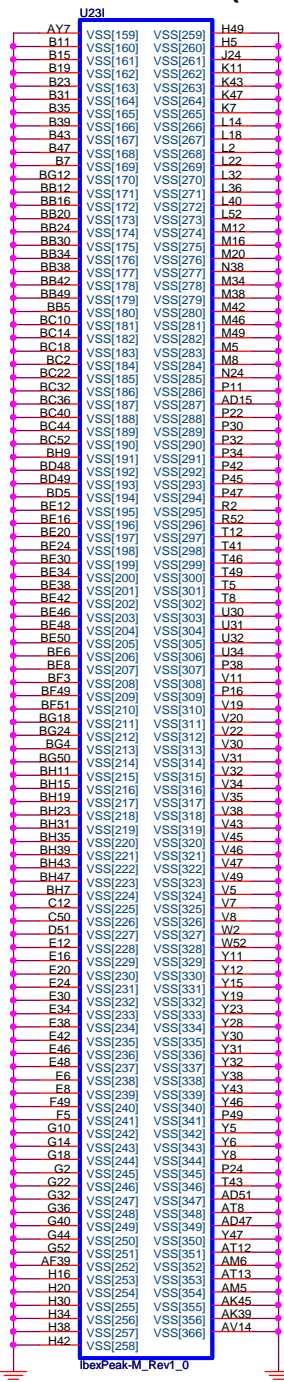 U23I
AY7 VSS[159] VSS[259] H49
B11 VSS[160] VSS[260] H5
B15 VSS[161] VSS[261] J24
B19 VSS[162] VSS[262] K11
B23 VSS[163] VSS[263] K43
B31 VSS[164] VSS[264] K47
B35 VSS[165] VSS[265] K7
B39 VSS[166] VSS[266] L14
B43 VSS[167] VSS[267] L18
B47 VSS[168] VSS[268] L2
B7 VSS[169] VSS[269] L22
BG12 VSS[170] VSS[270] L32
BB12 VSS[171] VSS[271] L36
BB16 VSS[172] VSS[272] L40
BB20 VSS[173] VSS[273] L52
BB24 VSS[174] VSS[274] M12
BB30 VSS[175] VSS[275] M16
BB34 VSS[176] VSS[276] M20
BB38 VSS[177] VSS[277] N38
BB42 VSS[178] VSS[278] M34
BB49 VSS[179] VSS[279] M38
BB5 VSS[180] VSS[280] M42
BC10 VSS[181] VSS[281] M46
BC14 VSS[182] VSS[282] M49
BC18 VSS[183] VSS[283] M5
BC2 VSS[184] VSS[284] M8
BC22 VSS[185] VSS[285] N24
BC32 VSS[186] VSS[286] P11
BC36 VSS[187] VSS[287] AD15
BC40 VSS[188] VSS[288] P22
BC44 VSS[189] VSS[289] P30
BC52 VSS[190] VSS[290] P32
BH9 VSS[191] VSS[291] P34
BD48 VSS[192] VSS[292] P42
BD49 VSS[193] VSS[293] P45
BD5 VSS[194] VSS[294] P47
BE12 VSS[195] VSS[295] R2
BE16 VSS[196] VSS[296] R52
BE20 VSS[197] VSS[297] T12
BE24 VSS[198] VSS[298] T41
BE30 VSS[199] VSS[299] T46
BE34 VSS[200] VSS[300] T49
BE38 VSS[201] VSS[301] T5
BE42 VSS[202] VSS[302] T8
BE46 VSS[203] VSS[303] U30
BE48 VSS[204] VSS[304] U31
BE50 VSS[205] VSS[305] U32
BE6 VSS[206] VSS[306] U34
BE8 VSS[207] VSS[307] P38
BF3 VSS[208] VSS[308] V11
BF49 VSS[209] VSS[309] P16
BF51 VSS[210] VSS[310] V19
BG18 VSS[211] VSS[311] V20
BG24 VSS[212] VSS[312] V22
BG4 VSS[213] VSS[313] V30
BG50 VSS[214] VSS[314] V31
BH11 VSS[215] VSS[315] V32
BH15 VSS[216] VSS[316] V34
BH19 VSS[217] VSS[317] V35
BH23 VSS[218] VSS[318] V38
BH31 VSS[219] VSS[319] V43
BH35 VSS[220] VSS[320] V45
BH39 VSS[221] VSS[321] V46
BH43 VSS[222] VSS[322] V47
BH47 VSS[223] VSS[323] V49
BH7 VSS[224] VSS[324] V5
C12 VSS[225] VSS[325] V7
C50 VSS[226] VSS[326] V8
D51 VSS[227] VSS[327] W2
E12 VSS[228] VSS[328] W52
E16 VSS[229] VSS[329] Y11
E20 VSS[230] VSS[330] Y12
E24 VSS[231] VSS[331] Y15
E30 VSS[232] VSS[332] Y19
E34 VSS[233] VSS[333] Y23
E38 VSS[234] VSS[334] Y28
E42 VSS[235] VSS[335] Y30
E46 VSS[236] VSS[336] Y31
E48 VSS[237] VSS[337] Y32
E6 VSS[238] VSS[338] Y38
E8 VSS[239] VSS[339] Y43
F49 VSS[240] VSS[340] Y46
F5 VSS[241] VSS[341] P49
G10 VSS[242] VSS[342] Y5
G14 VSS[243] VSS[343] Y6
G18 VSS[244] VSS[344] Y8
G2 VSS[245] VSS[345] P24
G22 VSS[246] VSS[346] T43
G32 VSS[247] VSS[347] AD51
G36 VSS[248] VSS[348] AT8
G40 VSS[249] VSS[349] AD47
G44 VSS[250] VSS[350] Y47
G52 VSS[251] VSS[351] AT12
AF39 VSS[252] VSS[352] AM6
H16 VSS[253] VSS[353] AT13
H20 VSS[254] VSS[354] AM5
H30 VSS[255] VSS[355] AK45
H34 VSS[256] VSS[356] AK39
H38 VSS[257] VSS[366] AV14
H42 VSS[258]
IbexPeak-M_Rev1_0